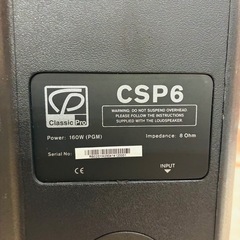 CSP6
Classic Pro
WARNING: DO NOT SUSPEND OVERHEAD.
PLEASE FOLLOW THE INSTRUCTIONS
SUPPLIED WITH THE LOUDSPEAKER.
Power: 160W (PGM)
Impedance: 8 Ohm
Serial No.:
INPUT
CE